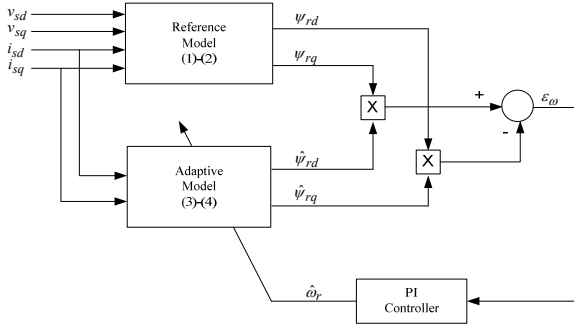 v_sd
v_sq
i_sd
i_sq
Reference
Model
(1)-(2)
ψ_rd
ψ_rq
X
+
-
ε_ω
X
Adaptive
Model
(3)-(4)
ψ̂_rd
ψ̂_rq
ω̂_r
PI
Controller